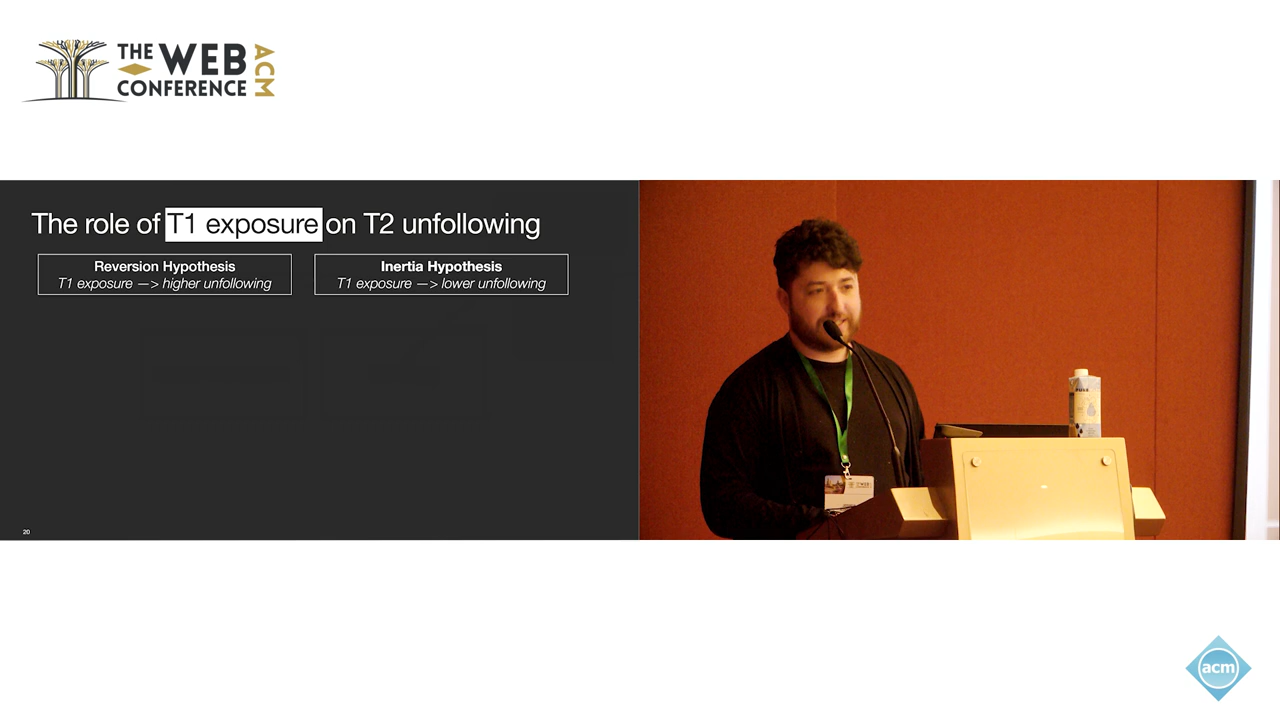 THE WEB
CONFERENCE
ACM
The role of T1 exposure on T2 unfollowing
Reversion Hypothesis
T1 exposure —> higher unfollowing
Inertia Hypothesis
T1 exposure —> lower unfollowing
20
acm